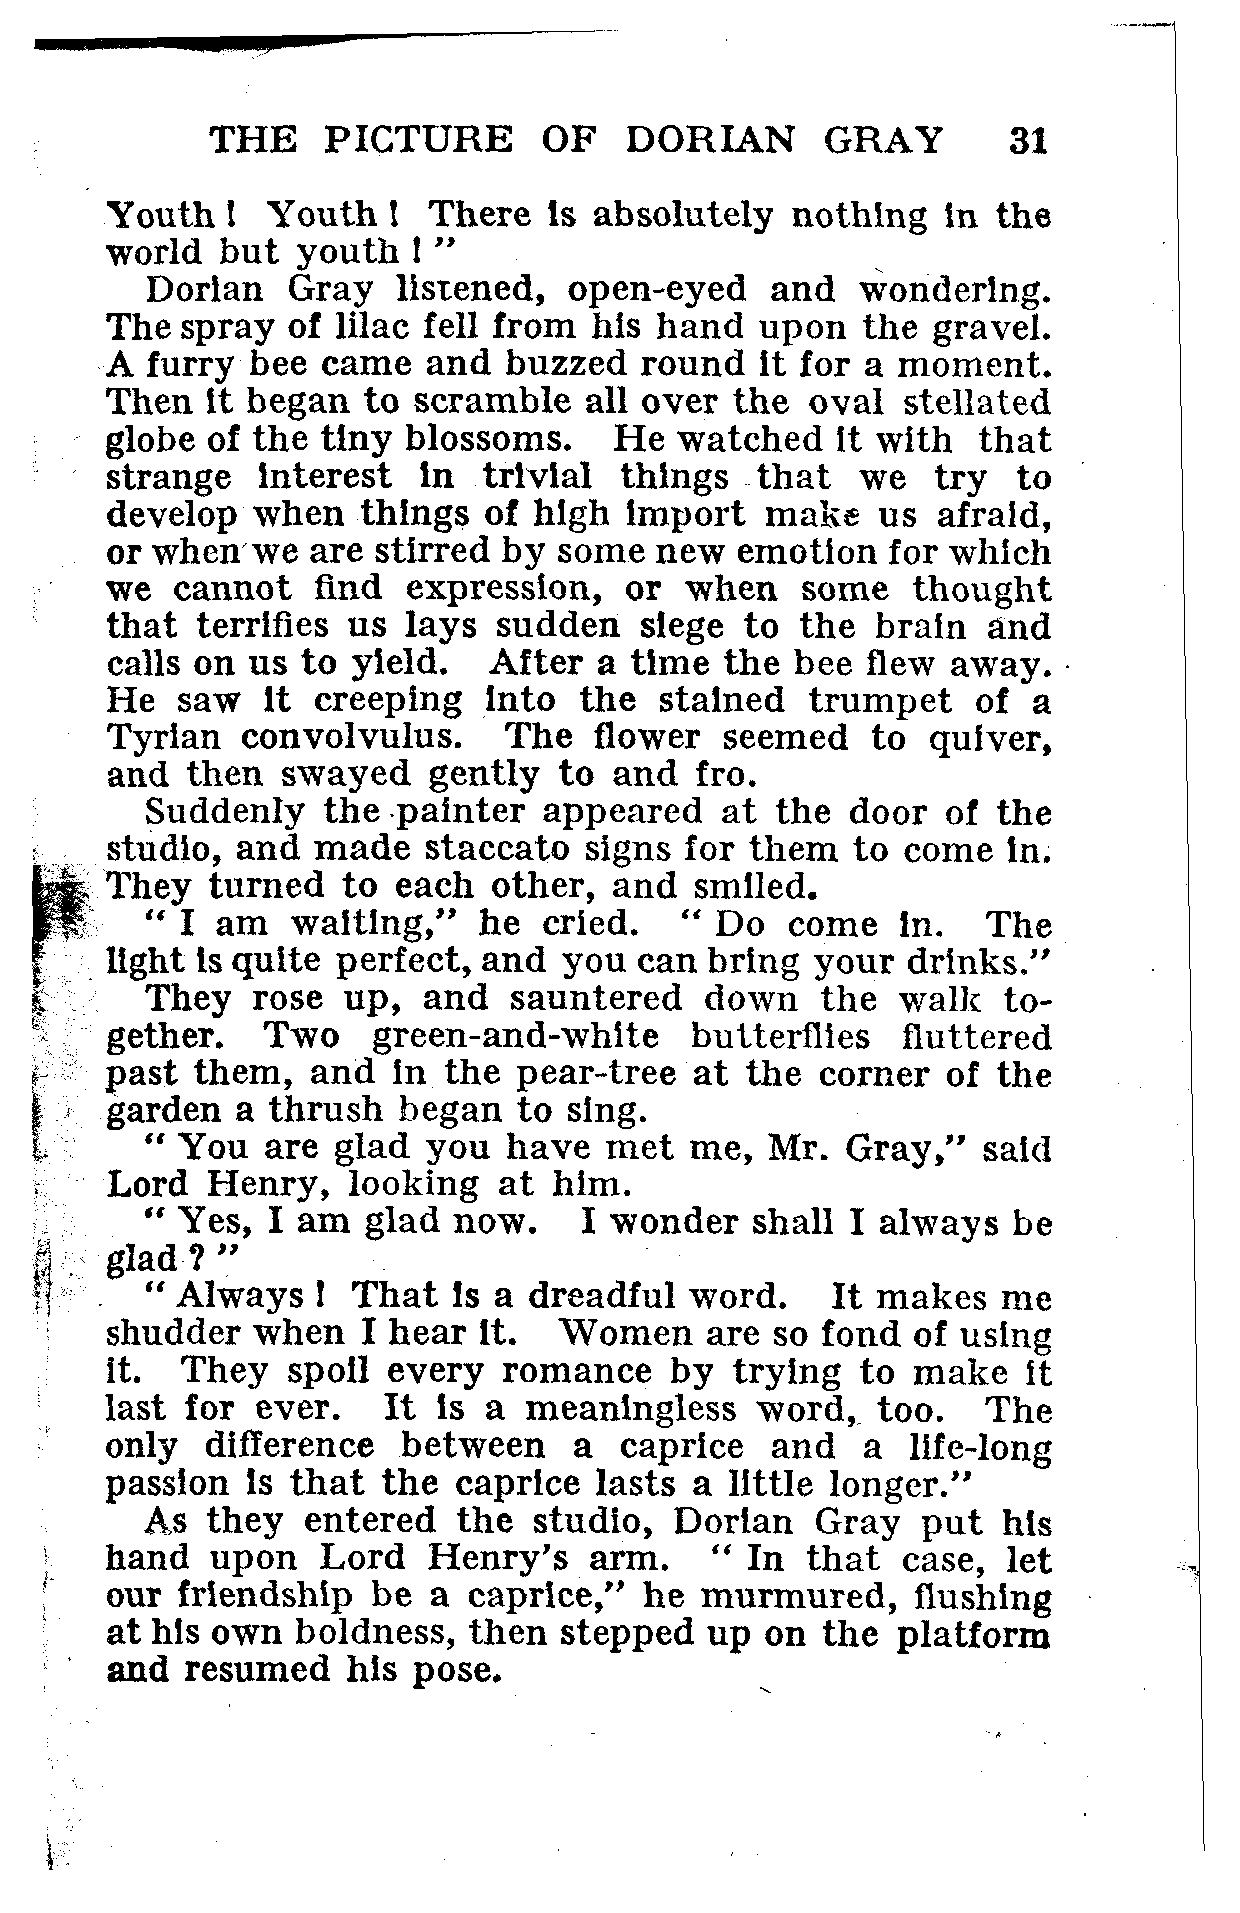 THE PICTURE OF DORIAN GRAY 31
Youth ! Youth ! There is absolutely nothing in the
world but youth ! "
Dorian Gray listened, open-eyed and wondering.
The spray of lilac fell from his hand upon the gravel.
A furry bee came and buzzed round it for a moment.
Then it began to scramble all over the oval stellated
globe of the tiny blossoms. He watched it with that
strange interest in trivial things that we try to
develop when things of high import make us afraid,
or when we are stirred by some new emotion for which
we cannot find expression, or when some thought
that terrifies us lays sudden siege to the brain and
calls on us to yield. After a time the bee flew away.
He saw it creeping into the stained trumpet of a
Tyrian convolvulus. The flower seemed to quiver,
and then swayed gently to and fro.
Suddenly the painter appeared at the door of the
studio, and made staccato signs for them to come in.
They turned to each other, and smiled.
" I am waiting," he cried. " Do come in. The
light is quite perfect, and you can bring your drinks."
They rose up, and sauntered down the walk to-
gether. Two green-and-white butterflies fluttered
past them, and in the pear-tree at the corner of the
garden a thrush began to sing.
" You are glad you have met me, Mr. Gray," said
Lord Henry, looking at him.
" Yes, I am glad now. I wonder shall I always be
glad ? "
" Always ! That is a dreadful word. It makes me
shudder when I hear it. Women are so fond of using
it. They spoil every romance by trying to make it
last for ever. It is a meaningless word, too. The
only difference between a caprice and a life-long
passion is that the caprice lasts a little longer."
As they entered the studio, Dorian Gray put his
hand upon Lord Henry's arm. " In that case, let
our friendship be a caprice," he murmured, flushing
at his own boldness, then stepped up on the platform
and resumed his pose.